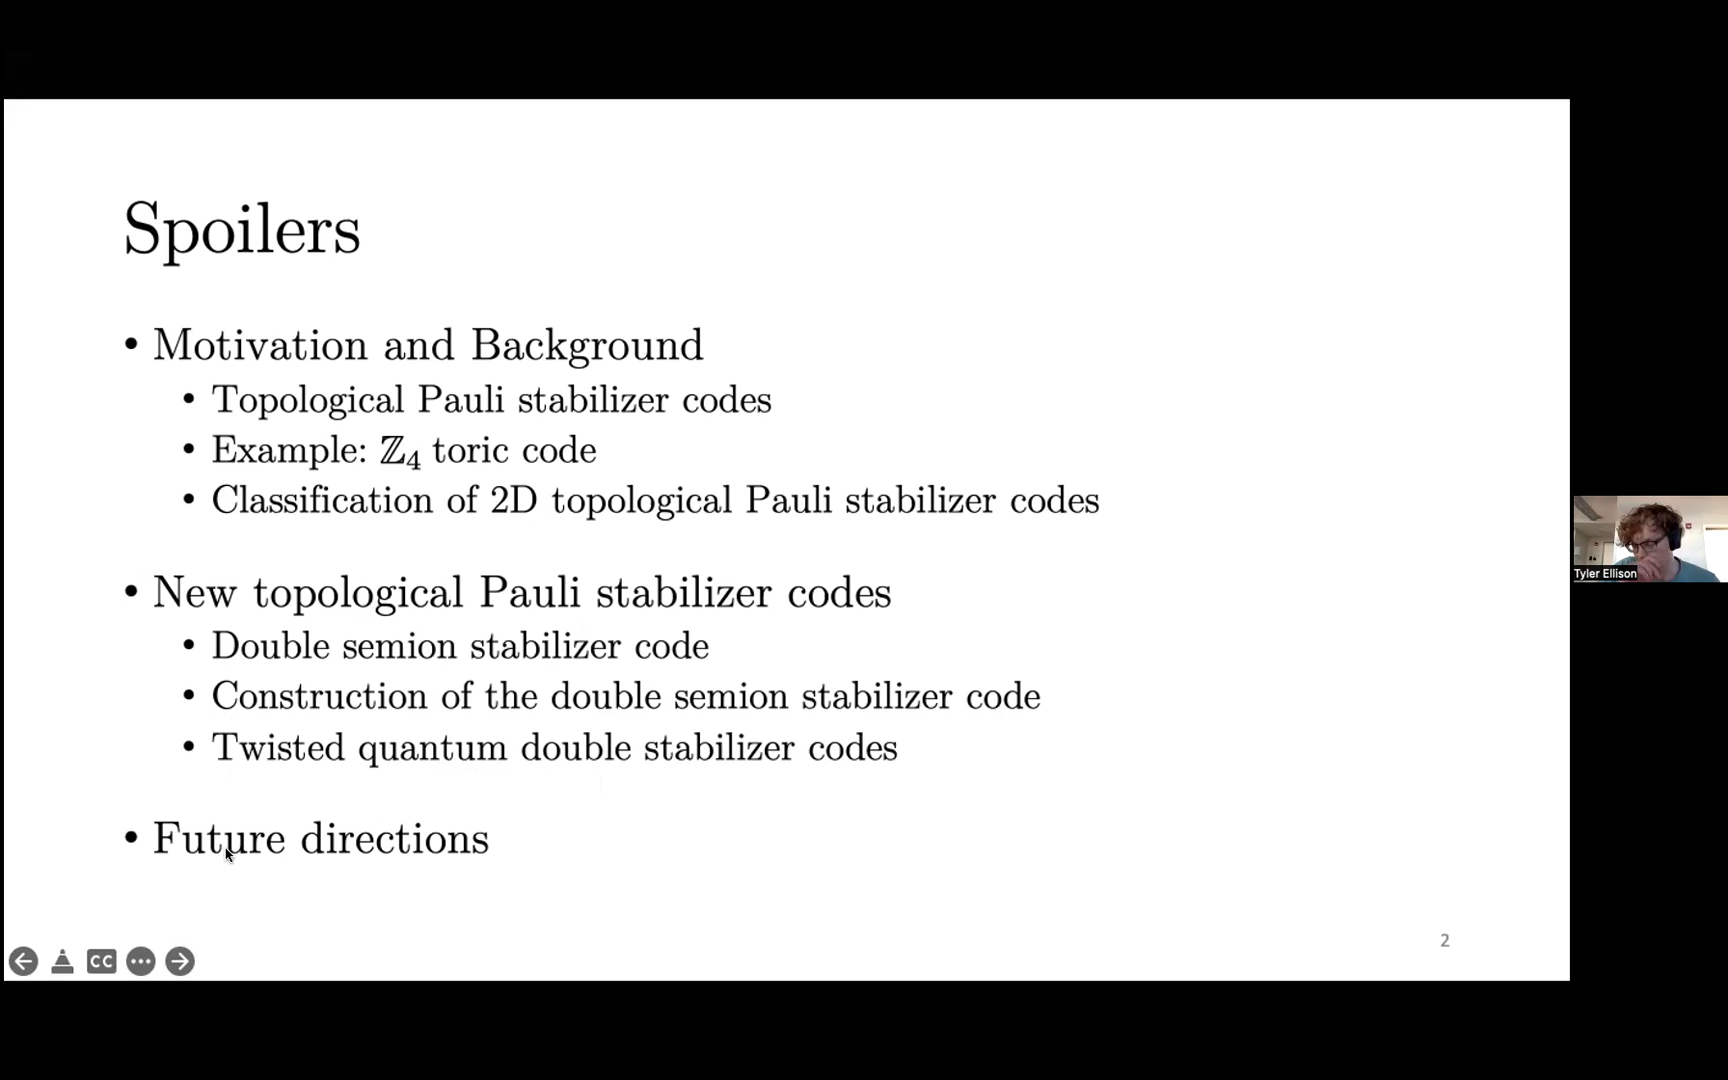 Spoilers
• Motivation and Background
• Topological Pauli stabilizer codes
• Example: ℤ₄ toric code
• Classification of 2D topological Pauli stabilizer codes
• New topological Pauli stabilizer codes
• Double semion stabilizer code
• Construction of the double semion stabilizer code
• Twisted quantum double stabilizer codes
• Future directions
2
CC
Tyler Ellison